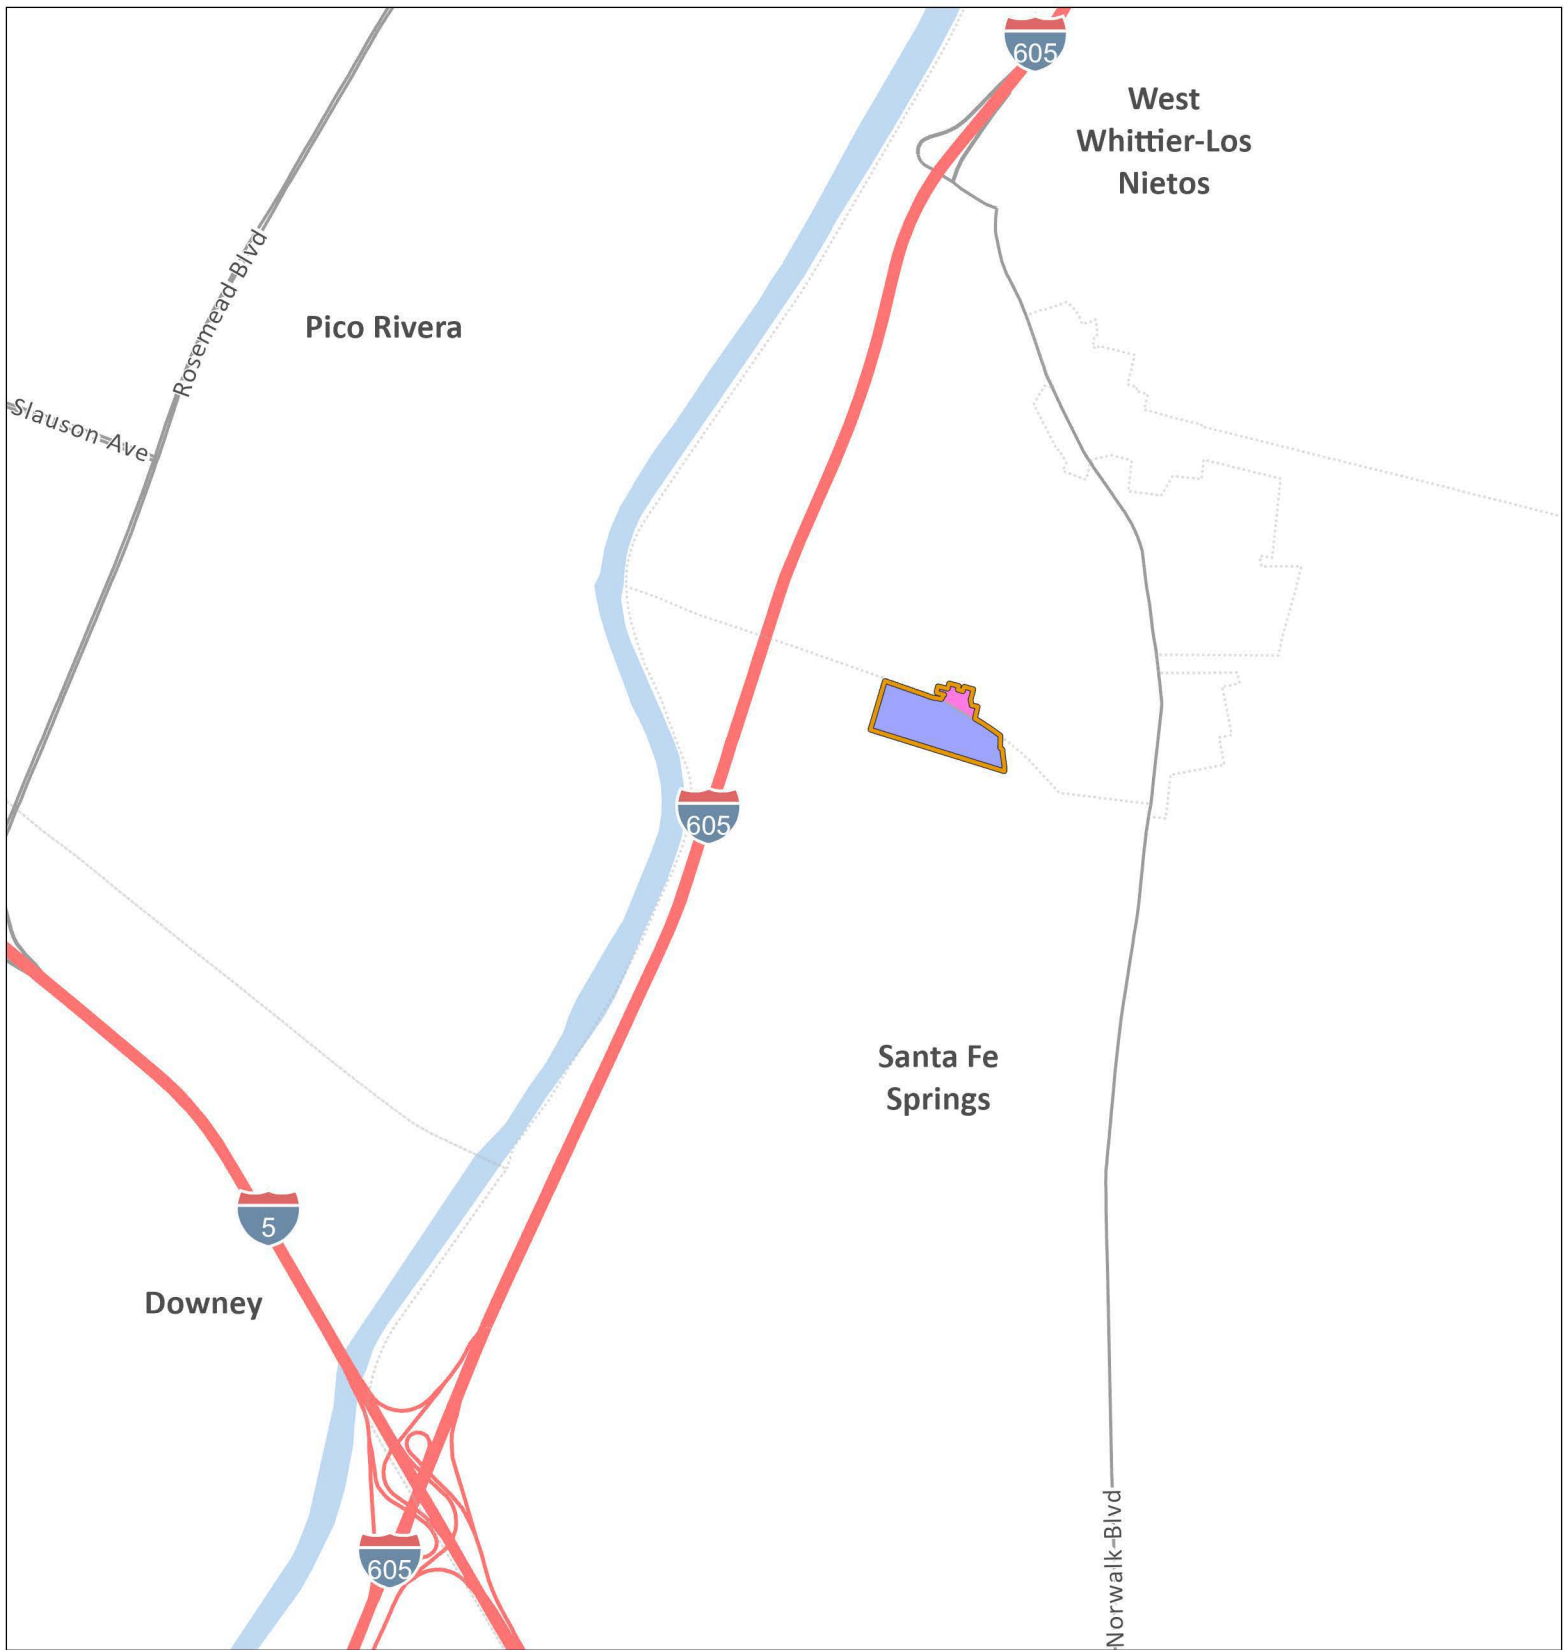 605
West
Whittier-Los
Nietos
Rosemead Blvd
Pico Rivera
Slauson Ave
605
Santa Fe
Springs
5
Downey
Norwalk Blvd
605